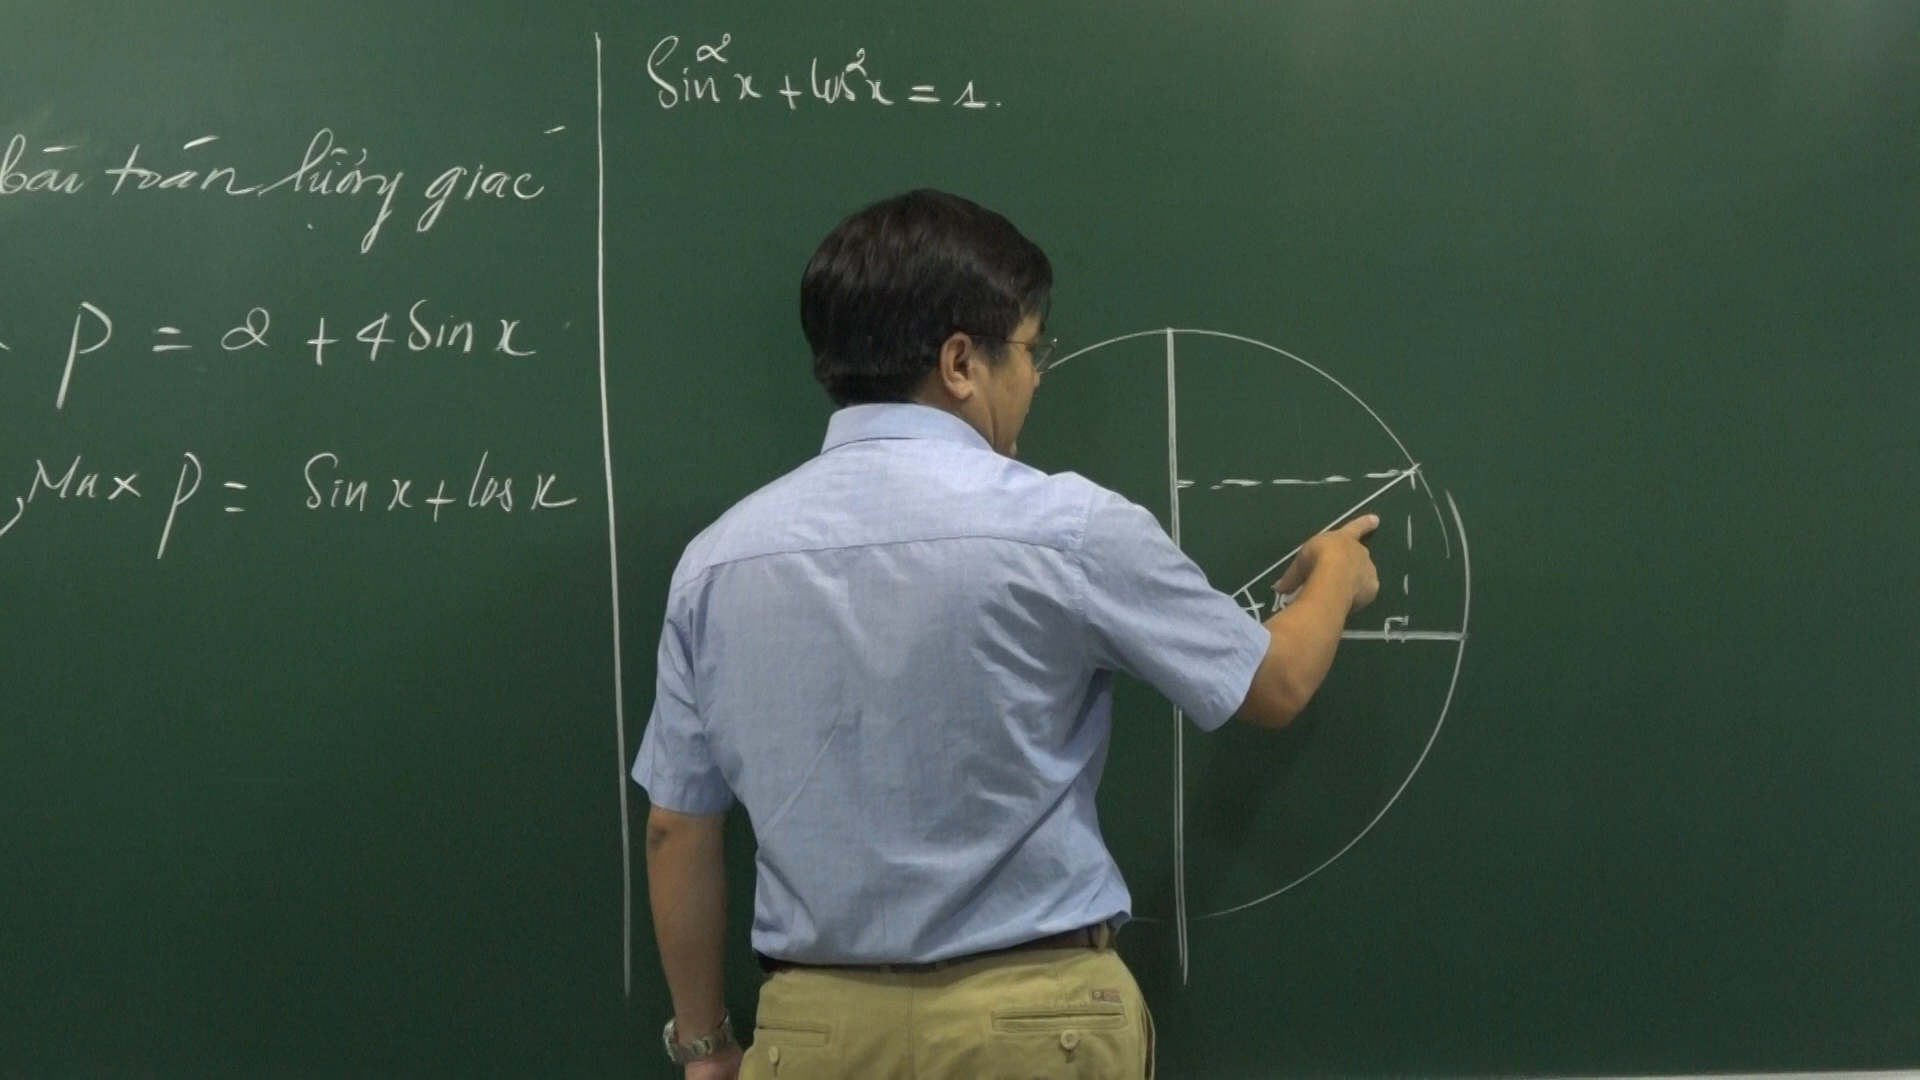 bài toán lượng giác
P = 2 + 4 Sin x
, Max P = Sin x + cos x
Sin²x + cos²x = 1.
x